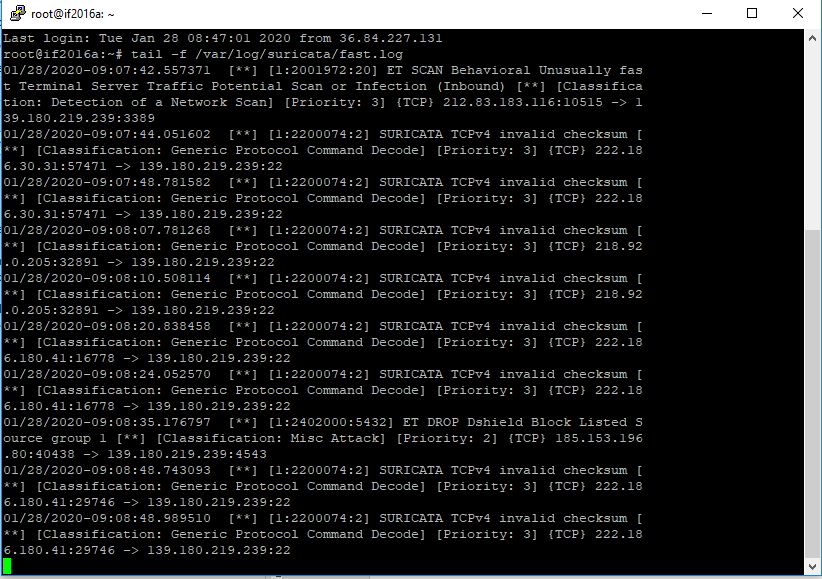 root@if2016a: ~
Last login: Tue Jan 28 08:47:01 2020 from 36.84.227.131
root@if2016a:~# tail -f /var/log/suricata/fast.log
01/28/2020-09:07:42.557371  [**] [1:2001972:20] ET SCAN Behavioral Unusually fas
t Terminal Server Traffic Potential Scan or Infection (Inbound) [**] [Classifica
tion: Detection of a Network Scan] [Priority: 3] {TCP} 212.83.183.116:10515 -> 1
39.180.219.239:3389
01/28/2020-09:07:44.051602  [**] [1:2200074:2] SURICATA TCPv4 invalid checksum [
**] [Classification: Generic Protocol Command Decode] [Priority: 3] {TCP} 222.18
6.30.31:57471 -> 139.180.219.239:22
01/28/2020-09:07:48.781582  [**] [1:2200074:2] SURICATA TCPv4 invalid checksum [
**] [Classification: Generic Protocol Command Decode] [Priority: 3] {TCP} 222.18
6.30.31:57471 -> 139.180.219.239:22
01/28/2020-09:08:07.781268  [**] [1:2200074:2] SURICATA TCPv4 invalid checksum [
**] [Classification: Generic Protocol Command Decode] [Priority: 3] {TCP} 218.92
.0.205:32891 -> 139.180.219.239:22
01/28/2020-09:08:10.508114  [**] [1:2200074:2] SURICATA TCPv4 invalid checksum [
**] [Classification: Generic Protocol Command Decode] [Priority: 3] {TCP} 218.92
.0.205:32891 -> 139.180.219.239:22
01/28/2020-09:08:20.838458  [**] [1:2200074:2] SURICATA TCPv4 invalid checksum [
**] [Classification: Generic Protocol Command Decode] [Priority: 3] {TCP} 222.18
6.180.41:16778 -> 139.180.219.239:22
01/28/2020-09:08:24.052570  [**] [1:2200074:2] SURICATA TCPv4 invalid checksum [
**] [Classification: Generic Protocol Command Decode] [Priority: 3] {TCP} 222.18
6.180.41:16778 -> 139.180.219.239:22
01/28/2020-09:08:35.176797  [**] [1:2402000:5432] ET DROP Dshield Block Listed S
ource group 1 [**] [Classification: Misc Attack] [Priority: 2] {TCP} 185.153.196
.80:40438 -> 139.180.219.239:4543
01/28/2020-09:08:48.743093  [**] [1:2200074:2] SURICATA TCPv4 invalid checksum [
**] [Classification: Generic Protocol Command Decode] [Priority: 3] {TCP} 222.18
6.180.41:29746 -> 139.180.219.239:22
01/28/2020-09:08:48.989510  [**] [1:2200074:2] SURICATA TCPv4 invalid checksum [
**] [Classification: Generic Protocol Command Decode] [Priority: 3] {TCP} 222.18
6.180.41:29746 -> 139.180.219.239:22